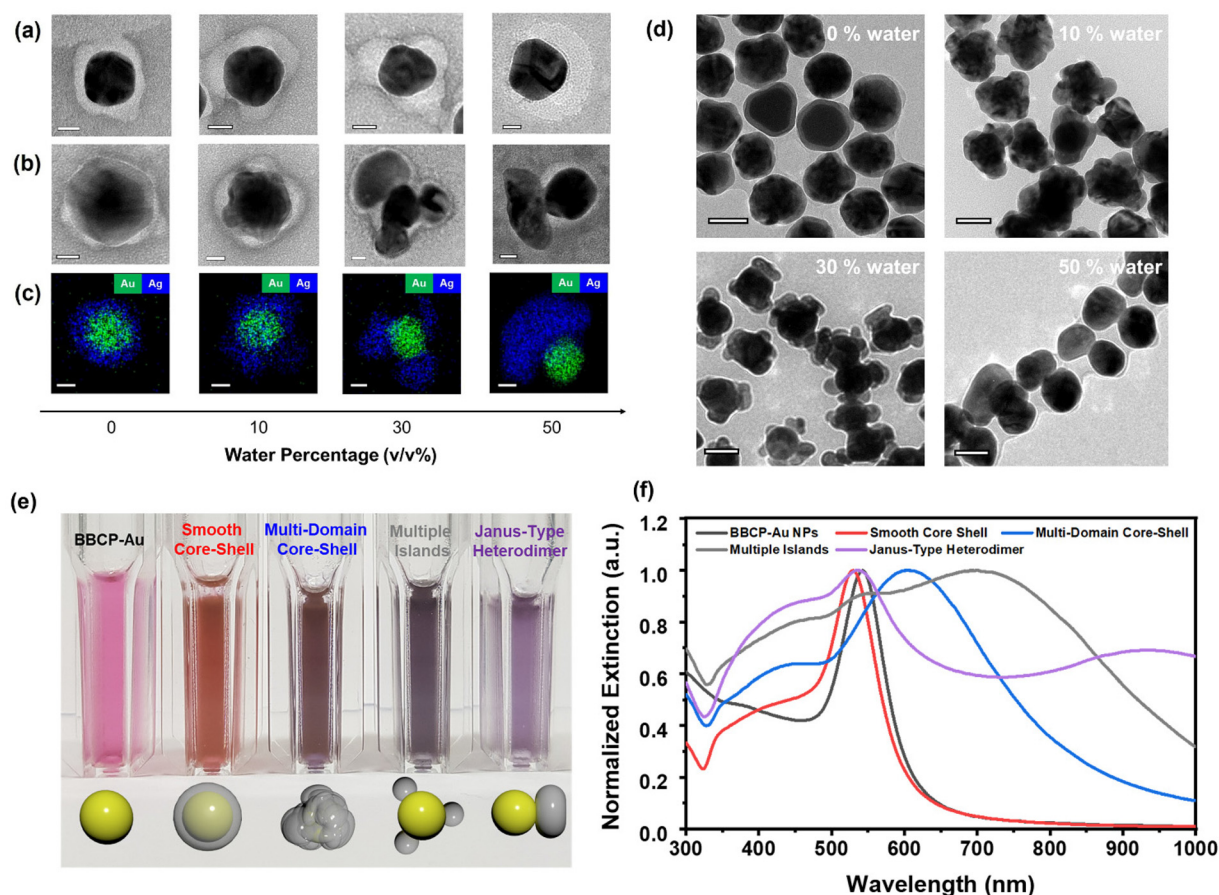 (a)
(b)
(c)
Au Ag
Au Ag
Au Ag
Au Ag
0 10 30 50
Water Percentage (v/v%)
(d)
0 % water
10 % water
30 % water
50 % water
(e)
BBCP-Au
Smooth
Core-Shell
Multi-Domain
Core-Shell
Multiple
Islands
Janus-Type
Heterodimer
(f)
BBCP-Au NPs Smooth Core Shell Multi-Domain Core-Shell
Multiple Islands Janus-Type Heterodimer
Normalized Extinction (a.u.)
1.2
1.0
0.8
0.6
0.4
0.2
0.0
300 400 500 600 700 800 900 1000
Wavelength (nm)